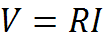 V = RI